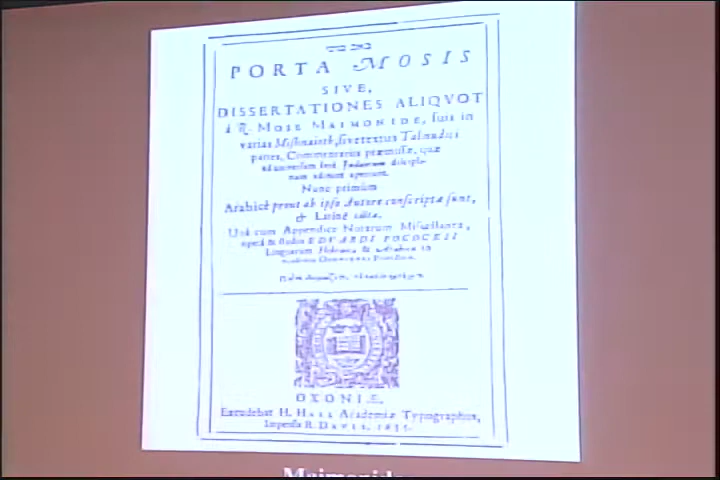 PORTA MOSIS
SIVE,
DISSERTATIONES ALIQVOT
à R. MOSE MAIMONIDE, suis in
varias Mishnaioth, sive textus Talmudici
partes, Commentariis præmissæ, quæ
ad universam ferè Judæorum discipli-
nam aditum aperiunt.
Nunc primùm
Arabicè prout ab ipso Autore conscriptæ sunt,
& Latinè editæ.
Unà cum Appendice Notarum Miscellanea,
operâ & studio EDVARDI POCOCKII
Linguarum Hebraicæ & Arabicæ in
OXONIÆ,
Excudebat H. HALL Academiæ Typographus,
Impensis R. DAVIS, 1655.